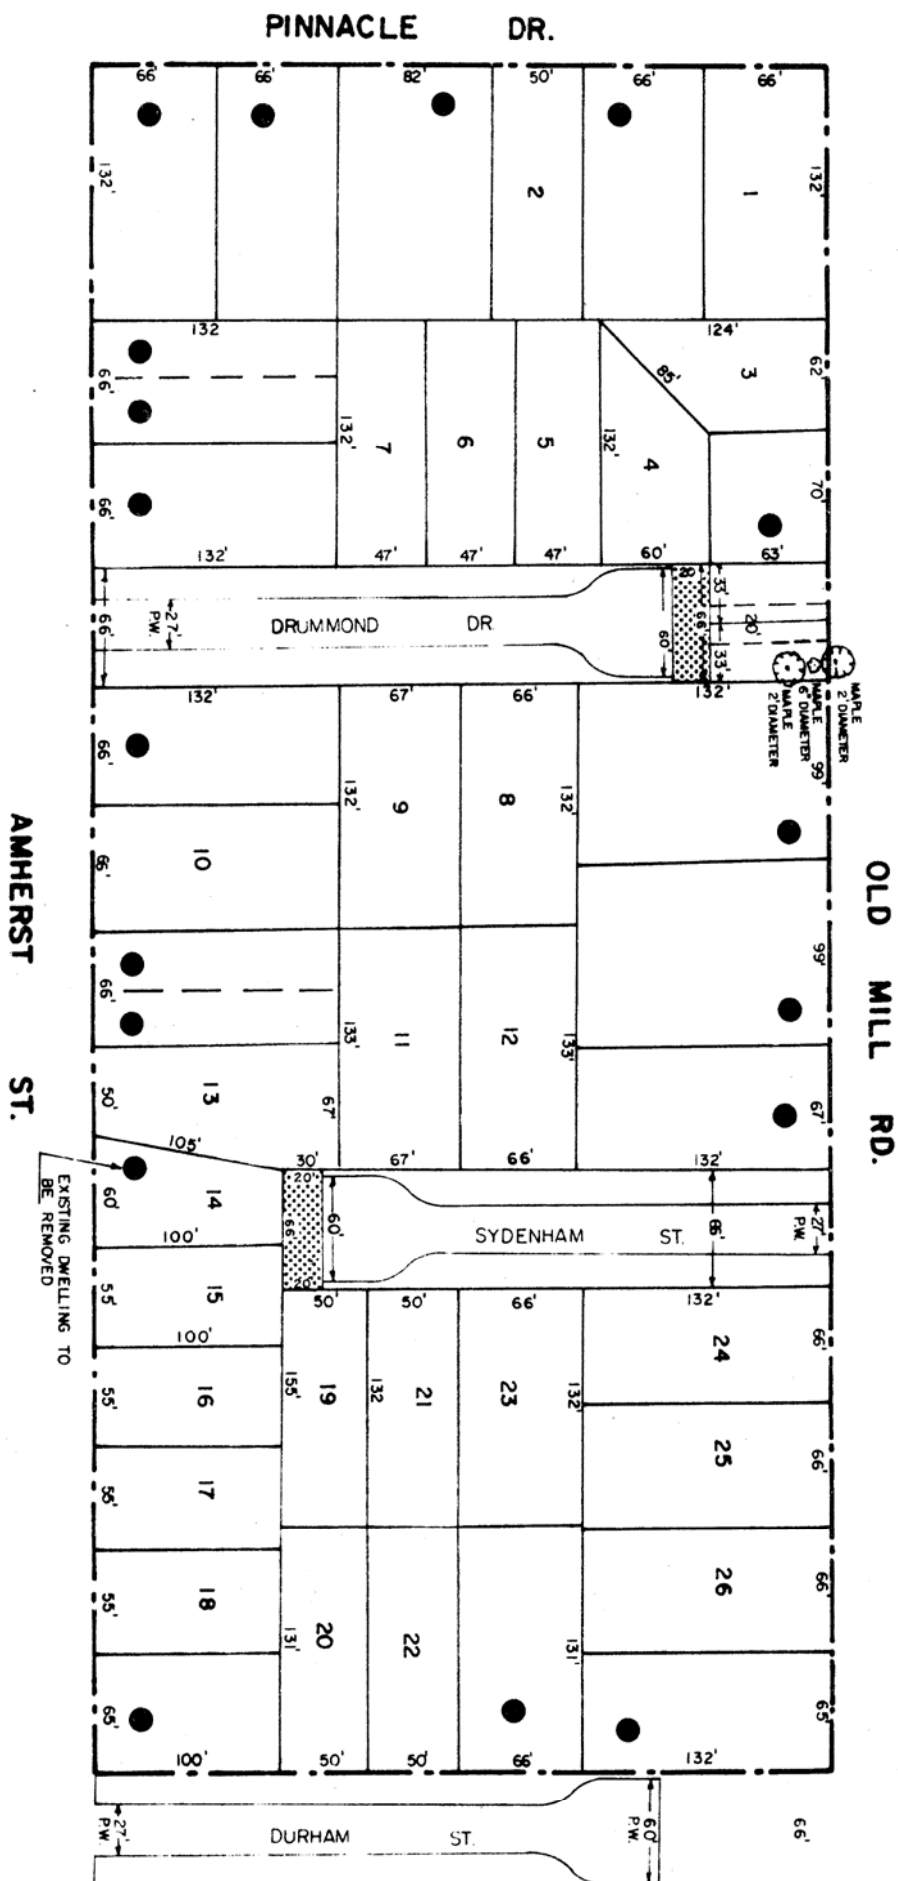 PINNACLE DR.
66' 66' 82' 50' 66' 66'
132' 2 1 132'
132 124'
3 62'
85'
66' 132' 7 6 5 132' 4 70'
66'
132' 47' 47' 47' 60' 63'
20' 33'
66' 27' P.W. DRUMMOND DR. 60' 66' 20'
33'
132' 67' 66' 132'
MAPLE 2' DIAMETER
MAPLE 6" DIAMETER
MAPLE 2' DIAMETER
66' 132' 9 8 132' 99'
66' 10
AMHERST ST.
OLD MILL RD.
66' 133' 11 12 133' 99'
50' 13 67' 67'
105'
30' 67' 66' 132'
EXISTING DWELLING TO
BE REMOVED
60' 14 20' 66' 60' 20'
SYDENHAM ST. 66' 27' P.W.
100'
55' 15 50' 50' 66' 132'
100'
24 66'
55' 16 155' 19 132 21 23 132'
55' 17 25 66'
55' 18 26 66'
131' 20 22 131'
65' 65'
100' 50' 50' 66' 132'
27' P.W. DURHAM ST. 60' P.W. 66'